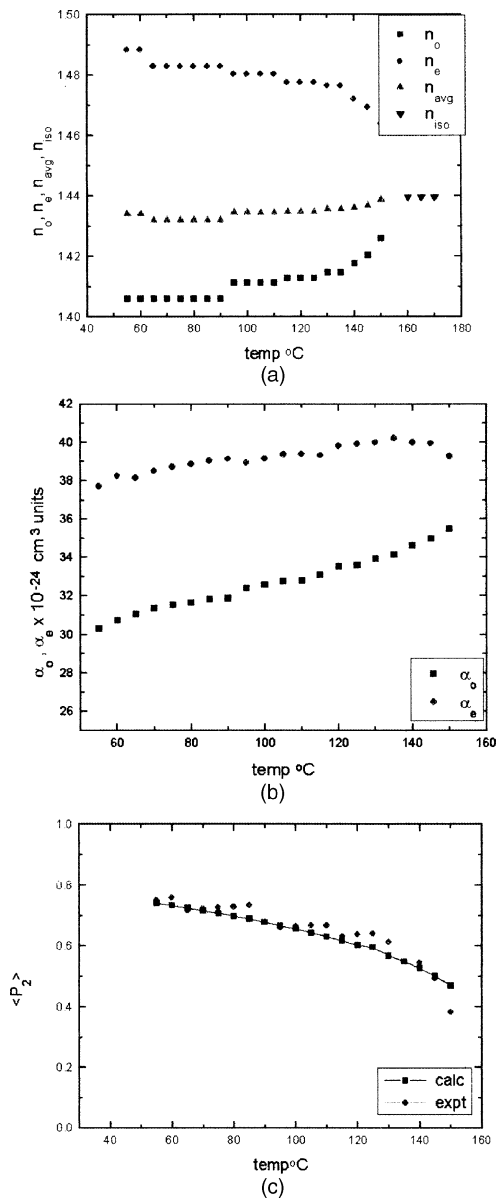 1.50
1.48
1.46
1.44
1.42
1.40
n_o, n_e, n_avg, n_iso
n_o
n_e
n_avg
n_iso
40 60 80 100 120 140 160 180
temp °C
(a)
42
40
38
36
34
32
30
28
26
α_o, α_e x 10⁻²⁴ cm³ units
α_o
α_e
60 80 100 120 140 160
temp °C
(b)
1.0
0.8
0.6
0.4
0.2
0.0
<P₂>
calc
expt
40 60 80 100 120 140 160
temp°C
(c)